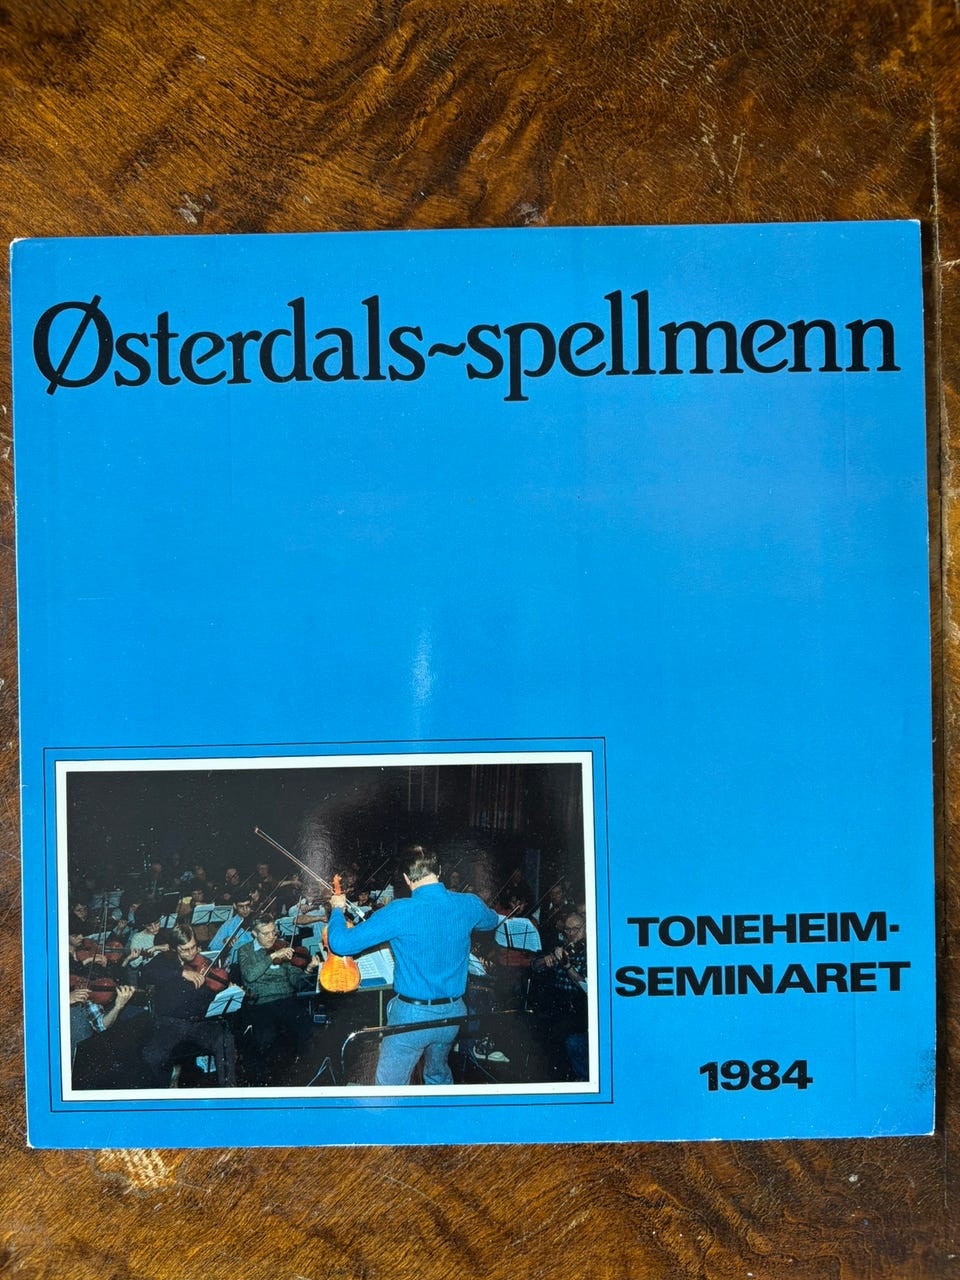 Østerdals~spellmenn
TONEHEIM-
SEMINARET
1984